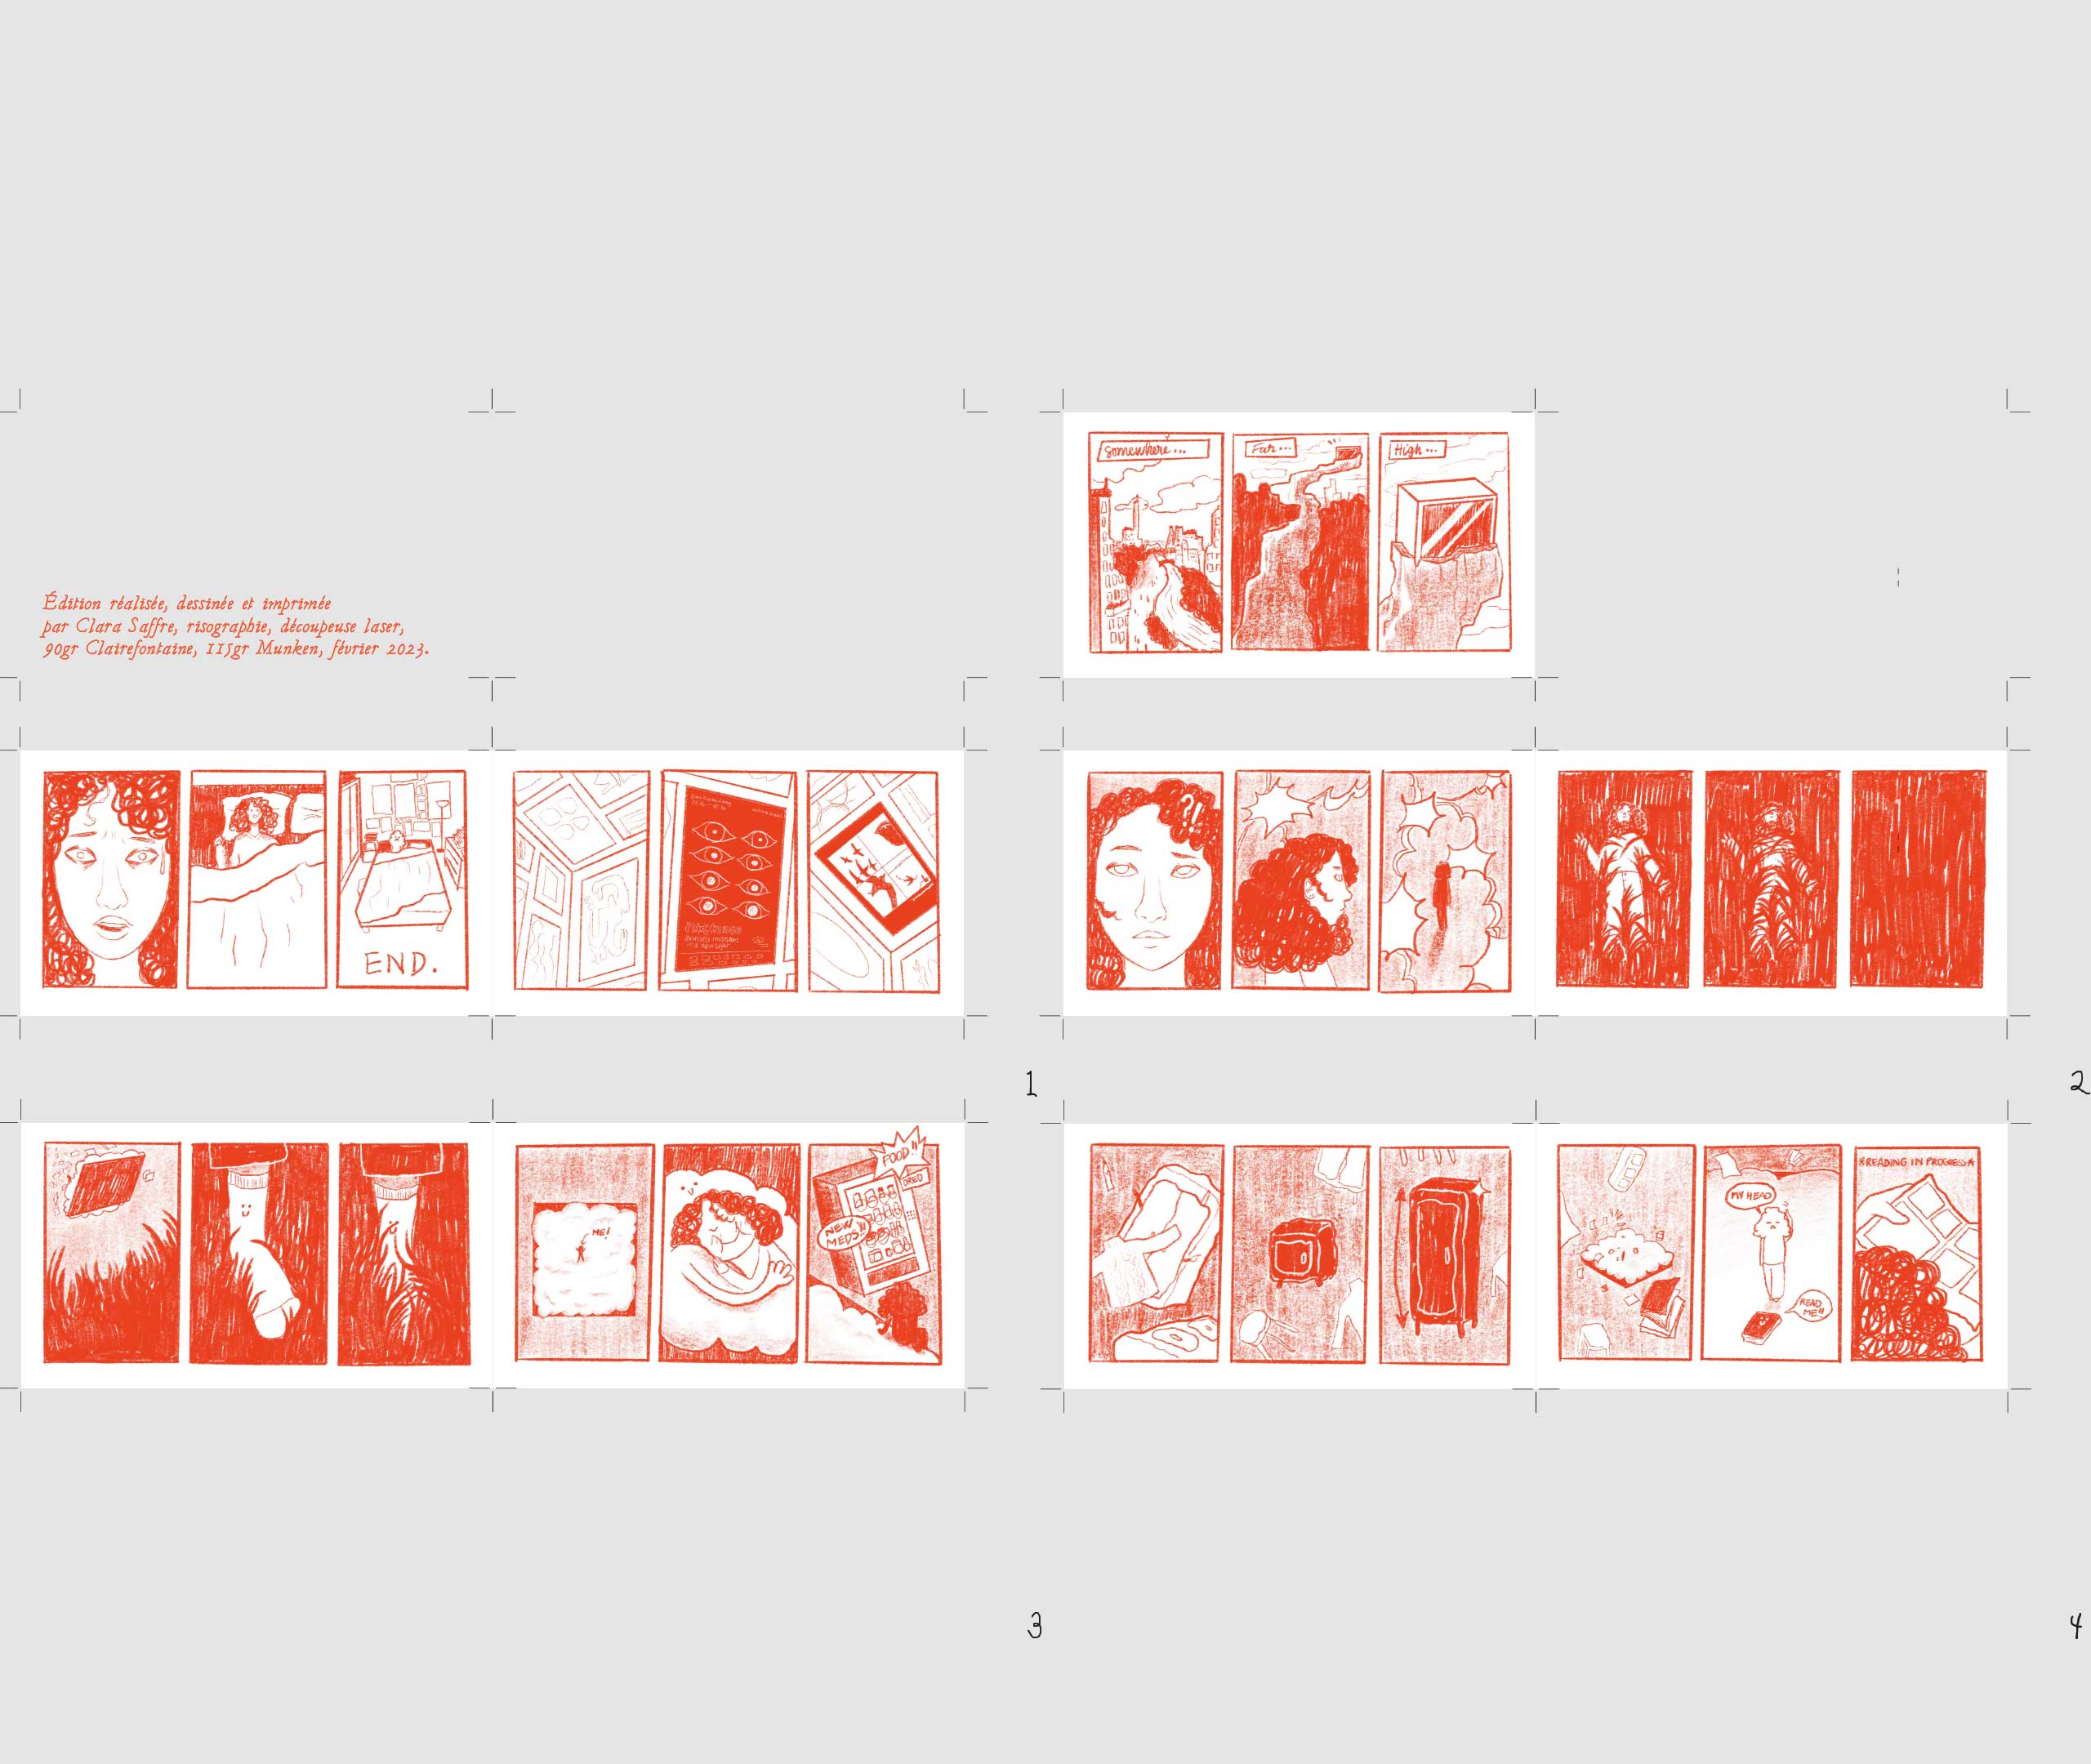 Somewhere...
Far...
High...
Édition réalisée, dessinée et imprimée
par Clara Saffre, risographie, découpeuse laser,
90gr Clairefontaine, 115gr Munken, février 2023.
END.
?!
1
2
ME!
FOOD!!
DRIED
NEW
MEDS!!
MY HEAD
READ
ME!!
*READING IN PROGRESS*
3
4